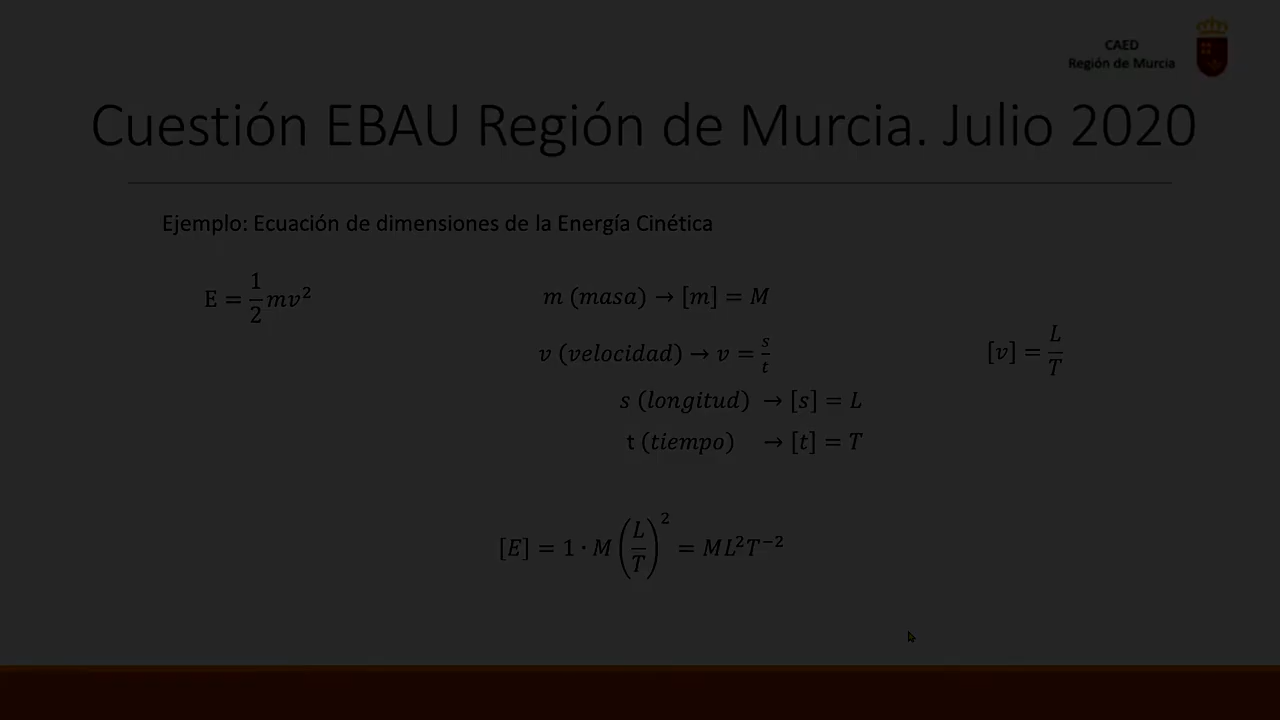 CAED
Región de Murcia
Cuestión EBAU Región de Murcia. Julio 2020
Ejemplo: Ecuación de dimensiones de la Energía Cinética
E = 1/2 mv²
m (masa) → [m] = M
v (velocidad) → v = s/t
[v] = L/T
s (longitud) → [s] = L
t (tiempo) → [t] = T
[E] = 1 · M (L/T)² = ML²T⁻²